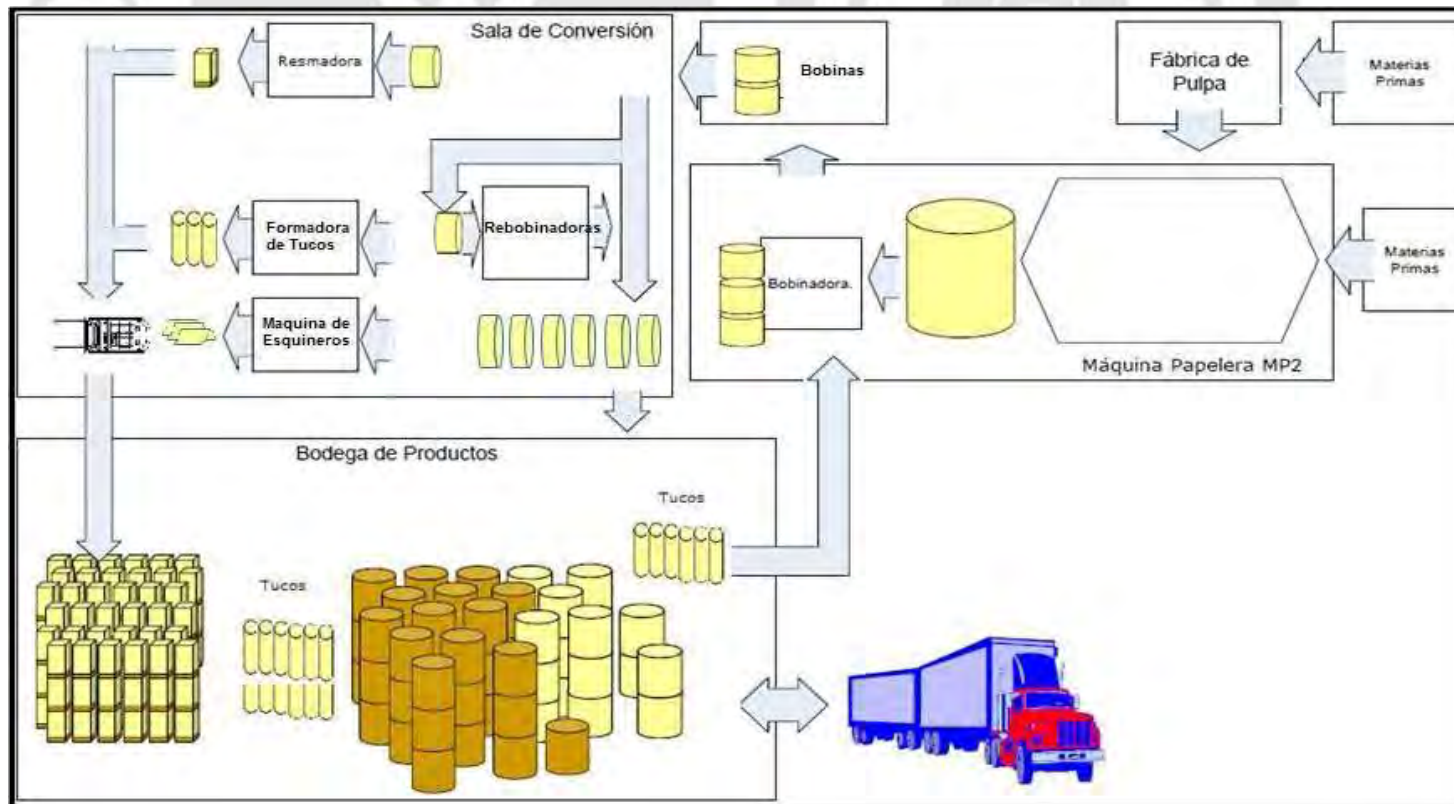 Sala de Conversión
Resmadora
Bobinas
Fábrica de
Pulpa
Materias
Primas
Formadora
de Tucos
Rebobinadoras
Bobinadora.
Materias
Primas
Maquina de
Esquineros
Máquina Papelera MP2
Bodega de Productos
Tucos
Tucos